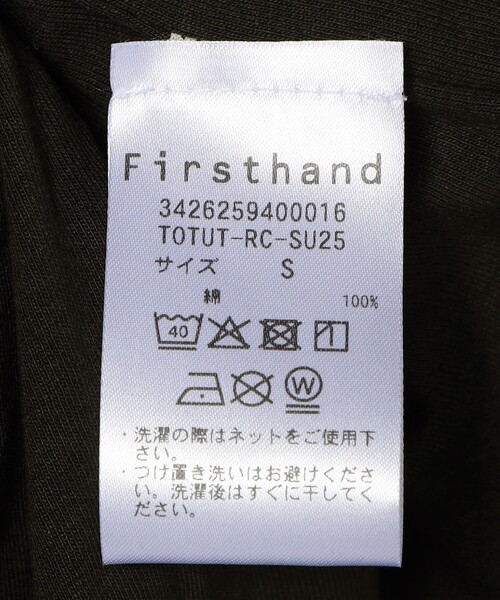 Firsthand
3426259400016
TOTUT-RC-SU25
サイズ S
綿 100%
40
W
・洗濯の際はネットをご使用下
さい。
・つけ置き洗いはお避けくださ
い。洗濯後はすぐに干してく
ださい。